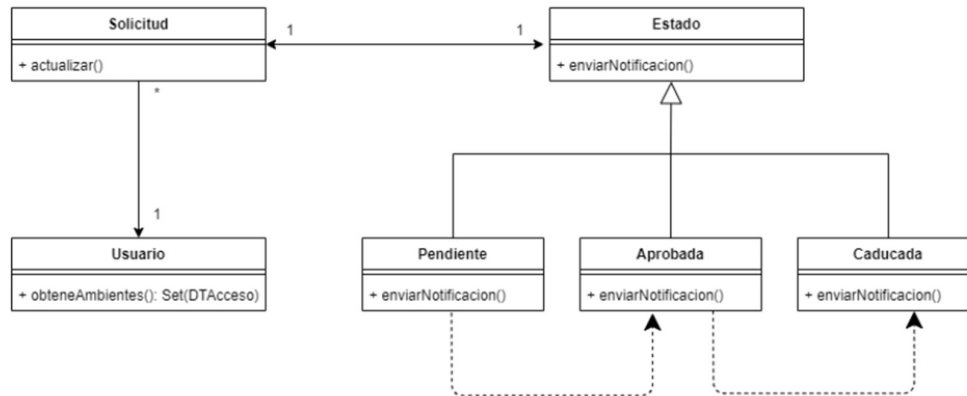 Solicitud
+ actualizar()
1
1
Estado
+ enviarNotificacion()
*
1
Usuario
+ obteneAmbientes(): Set(DTAcceso)
Pendiente
+ enviarNotificacion()
Aprobada
+ enviarNotificacion()
Caducada
+ enviarNotificacion()